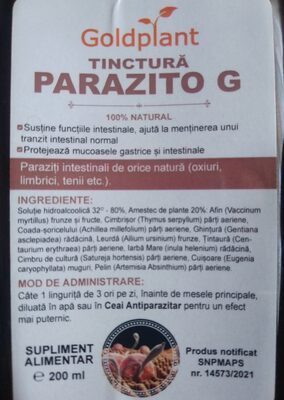 Goldplant
TINCTURĂ
PARAZITO G
100% NATURAL
Susține funcțiile intestinale, ajută la menținerea unui
tranzit intestinal normal
Protejează mucoasele gastrice și intestinale
Paraziți intestinali de orice natură (oxiuri,
limbrici, tenii etc.).
INGREDIENTE:
Soluție hidroalcoolică 32° - 80%. Amestec de plante 20%: Afin (Vaccinum
myrtillus) frunze și fructe, Cimbrișor (Thymus serpyllum) părți aeriene,
Coada-șoricelului (Achillea millefolium) părți aeriene, Ghințură (Gentiana
asclepiadea) rădăcină, Leurdă (Allium ursinum) frunze, Țintaură (Cen-
taurium erythraea) părți aeriene, Iarbă Mare (inula helenium) rădăcină,
Cimbru de cultură (Satureja hortensis) părți aeriene, Cuișoare (Eugenia
caryophyllata) muguri, Pelin (Artemisia Absinthium) părți aeriene.
MOD DE ADMINISTRARE:
Câte 1 linguriță de 3 ori pe zi, înainte de mesele principale,
diluată în apă sau în Ceai Antiparazitar pentru un efect
mai puternic.
SUPLIMENT
ALIMENTAR
℮ 200 ml
Produs notificat
SNPMAPS
nr. 14573/2021